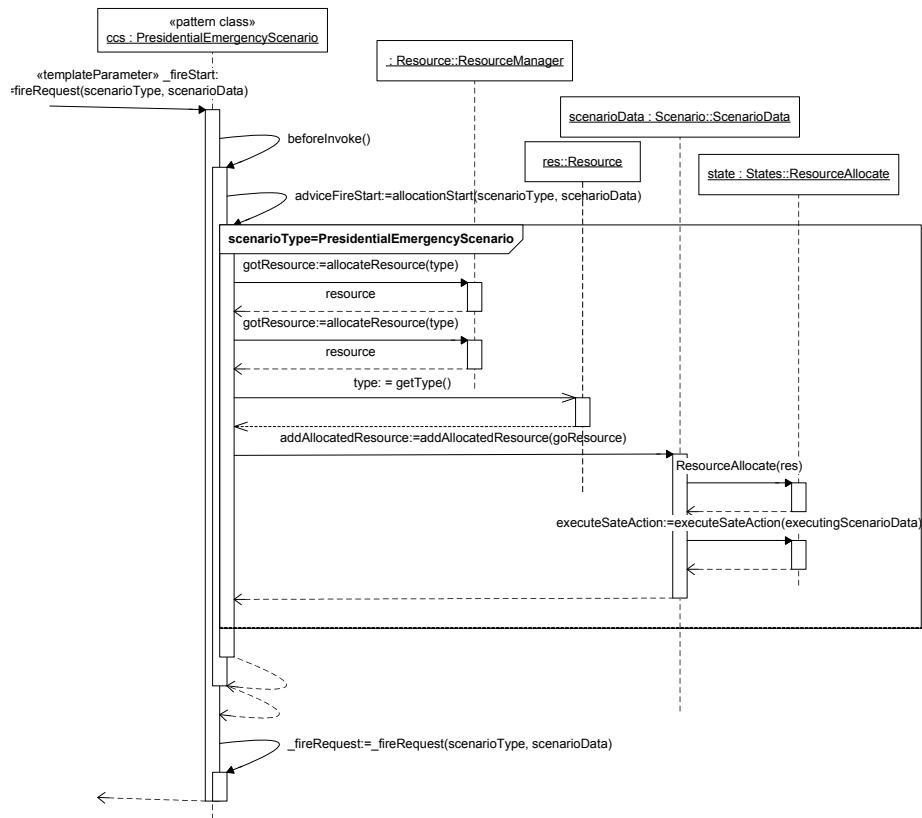 «pattern class»
ccs : PresidentialEmergencyScenario
: Resource::ResourceManager
«templateParameter» _fireStart:
=fireRequest(scenarioType, scenarioData)
scenarioData : Scenario::ScenarioData
beforeInvoke()
res::Resource
state : States::ResourceAllocate
adviceFireStart:=allocationStart(scenarioType, scenarioData)
scenarioType=PresidentialEmergencyScenario
gotResource:=allocateResource(type)
resource
gotResource:=allocateResource(type)
resource
type: = getType()
addAllocatedResource:=addAllocatedResource(goResource)
ResourceAllocate(res)
executeSateAction:=executeSateAction(executingScenarioData)
_fireRequest:=_fireRequest(scenarioType, scenarioData)